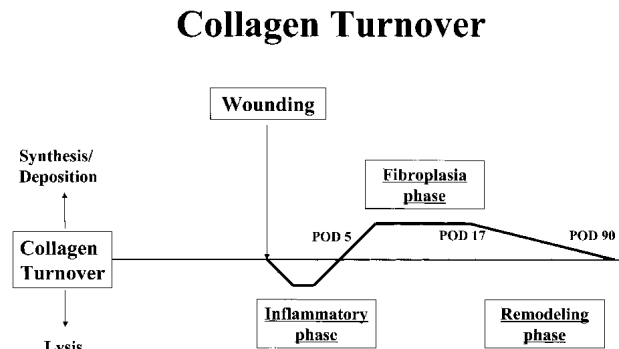 Collagen Turnover
Wounding
Synthesis/
Deposition
Fibroplasia
phase
POD 5
POD 17
POD 90
Collagen
Turnover
Inflammatory
phase
Remodeling
phase
Lysis